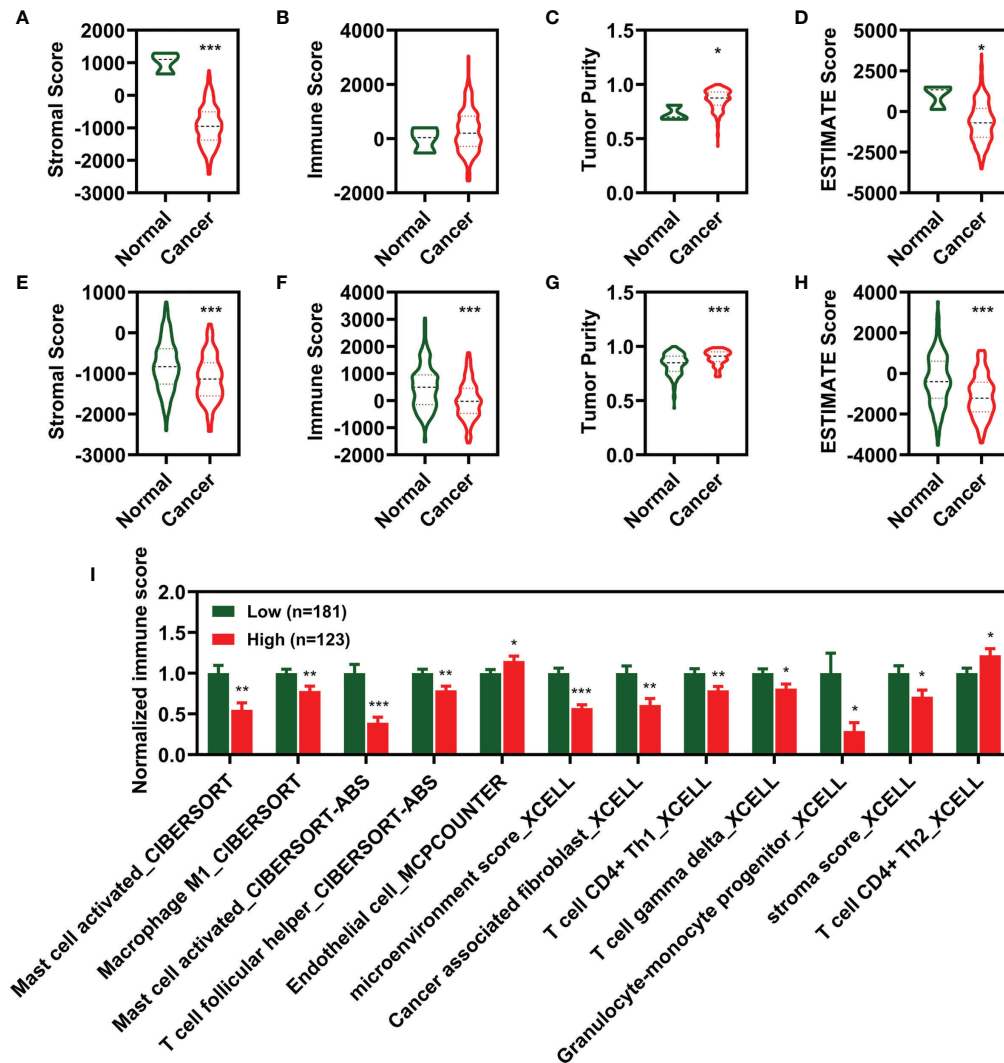 A
Stromal Score
2000
1000
0
-1000
-2000
-3000
***
Normal
Cancer
B
Immune Score
4000
2000
0
-2000
Normal
Cancer
C
Tumor Purity
1.5
1.0
0.5
0.0
*
Normal
Cancer
D
ESTIMATE Score
5000
2500
0
-2500
-5000
*
Normal
Cancer
E
Stromal Score
1000
0
-1000
-2000
-3000
***
Normal
Cancer
F
Immune Score
4000
3000
2000
1000
0
-1000
-2000
***
Normal
Cancer
G
Tumor Purity
1.5
1.0
0.5
0.0
***
Normal
Cancer
H
ESTIMATE Score
4000
2000
0
-2000
-4000
***
Normal
Cancer
I
Normalized immune score
2.0
1.5
1.0
0.5
0.0
Low (n=181)
High (n=123)
**
**
***
**
*
***
**
**
*
*
*
*
Mast cell activated_CIBERSORT
Macrophage M1_CIBERSORT
Mast cell activated_CIBERSORT-ABS
T cell follicular helper_CIBERSORT-ABS
Endothelial cell_MCPCOUNTER
microenvironment score_XCELL
Cancer associated fibroblast_XCELL
T cell CD4+ Th1_XCELL
T cell gamma delta_XCELL
Granulocyte-monocyte progenitor_XCELL
stroma score_XCELL
T cell CD4+ Th2_XCELL